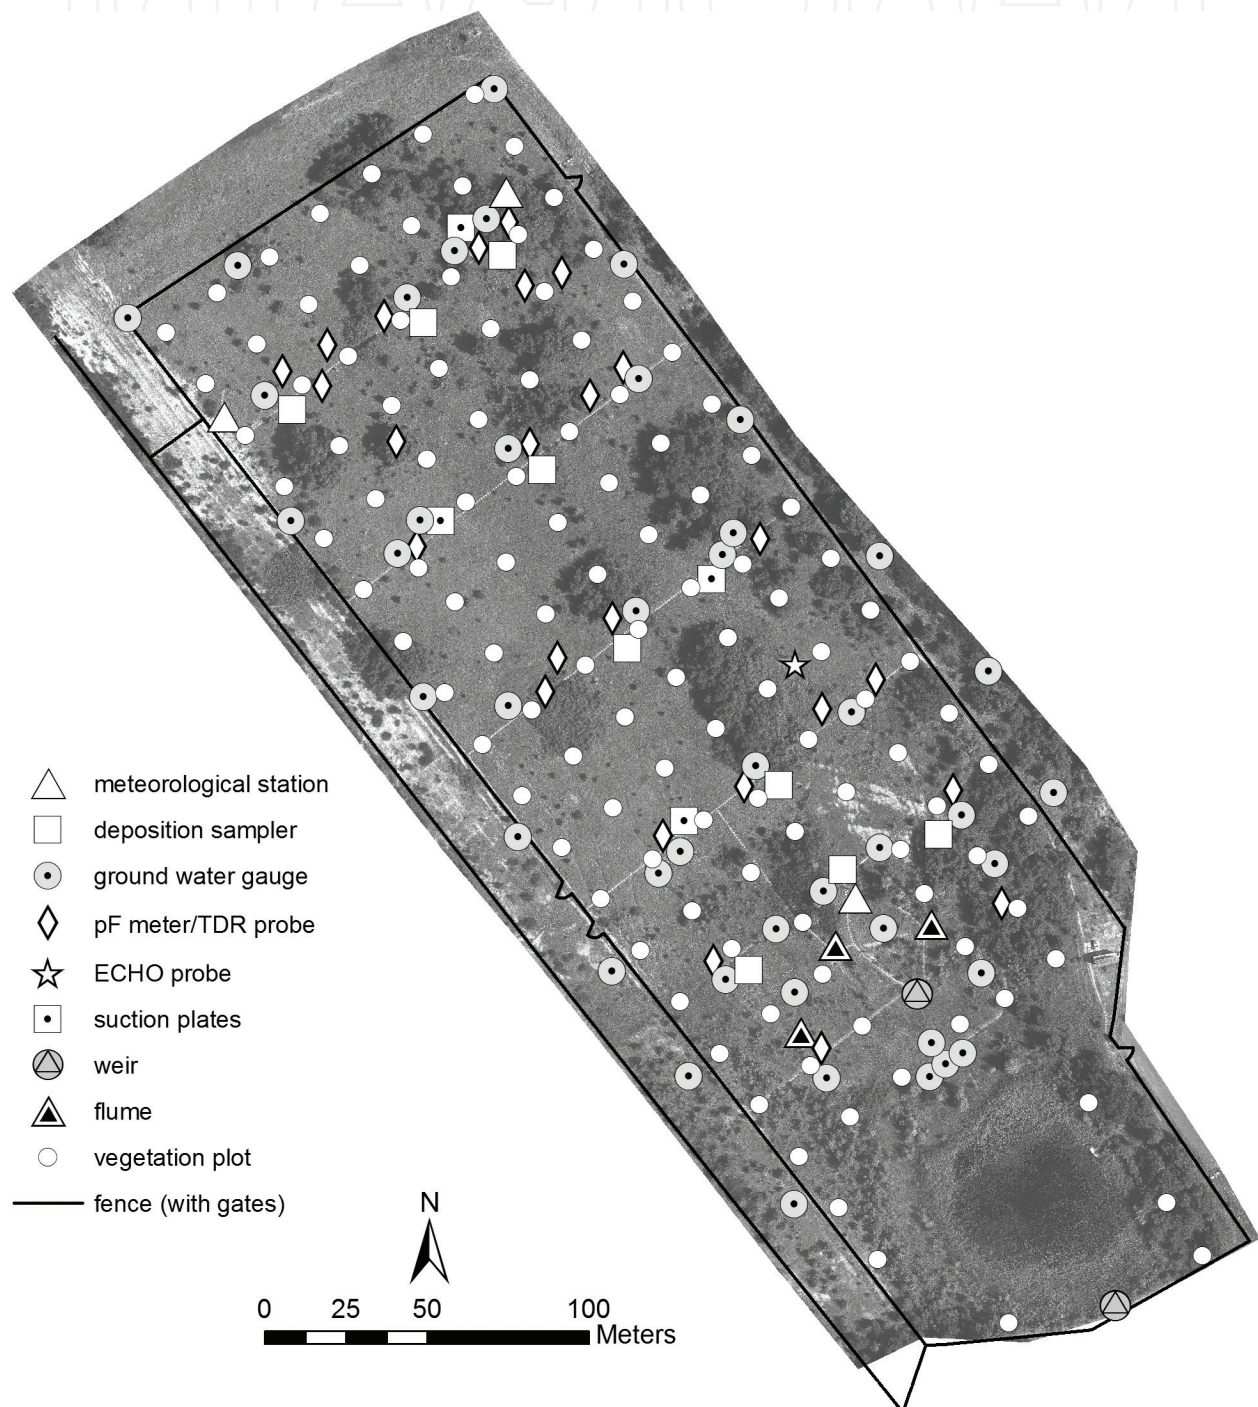 meteorological station
deposition sampler
ground water gauge
pF meter/TDR probe
ECHO probe
suction plates
weir
flume
vegetation plot
fence (with gates)
N
0 25 50 100
Meters